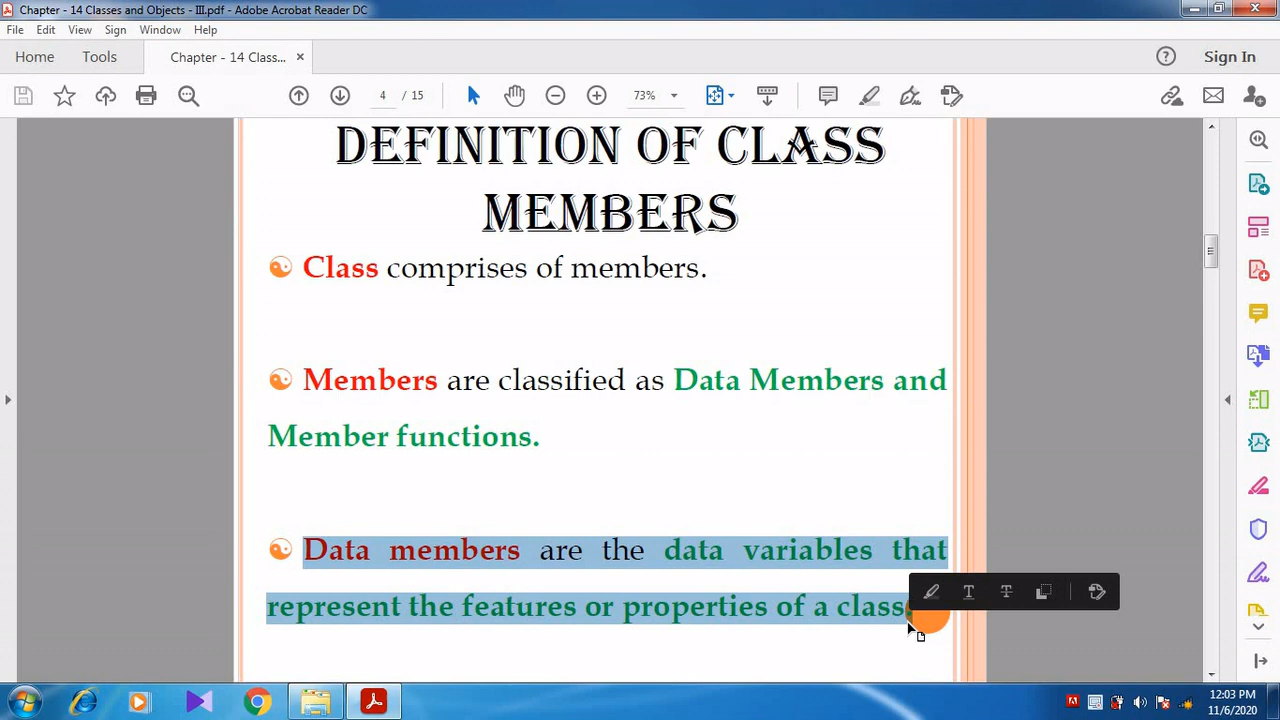 Chapter - 14 Classes and Objects - III.pdf - Adobe Acrobat Reader DC
File Edit View Sign Window Help
Home Tools Chapter - 14 Class... × Sign In
4 / 15 73%
DEFINITION OF CLASS
MEMBERS
Class comprises of members.
Members are classified as Data Members and
Member functions.
Data members are the data variables that
represent the features or properties of a class.
12:03 PM
11/6/2020